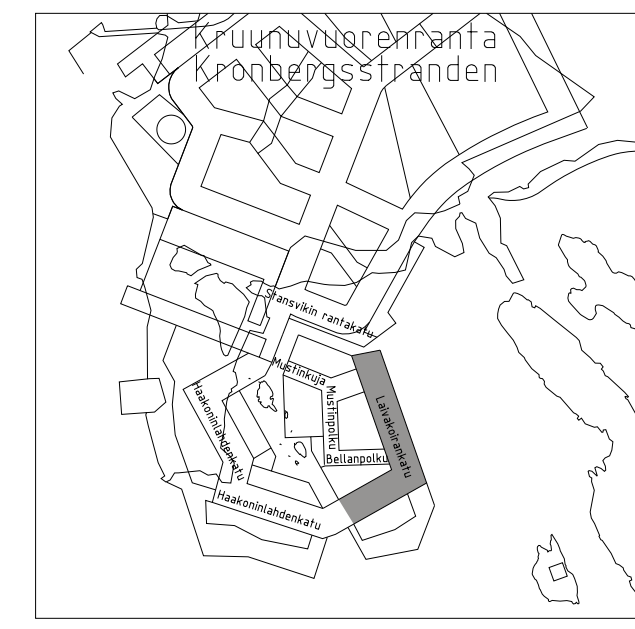 Kruunuvuorenranta
Kronbergsstranden
Stansvikin rantakatu
Mustinkuja
Mustinpolku
Laivakoirankatu
Haakoninlahdenkatu
Bellanpolku
Haakoninlahdenkatu